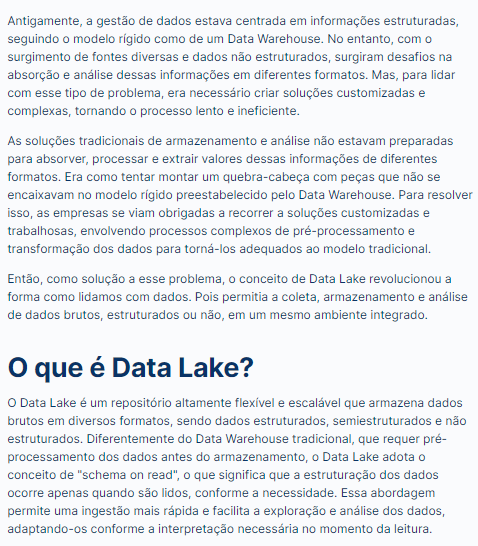 Antigamente, a gestão de dados estava centrada em informações estruturadas,
seguindo o modelo rígido como de um Data Warehouse. No entanto, com o
surgimento de fontes diversas e dados não estruturados, surgiram desafios na
absorção e análise dessas informações em diferentes formatos. Mas, para lidar
com esse tipo de problema, era necessário criar soluções customizadas e
complexas, tornando o processo lento e ineficiente.
As soluções tradicionais de armazenamento e análise não estavam preparadas
para absorver, processar e extrair valores dessas informações de diferentes
formatos. Era como tentar montar um quebra-cabeça com peças que não se
encaixavam no modelo rígido preestabelecido pelo Data Warehouse. Para resolver
isso, as empresas se viam obrigadas a recorrer a soluções customizadas e
trabalhosas, envolvendo processos complexos de pré-processamento e
transformação dos dados para torná-los adequados ao modelo tradicional.
Então, como solução a esse problema, o conceito de Data Lake revolucionou a
forma como lidamos com dados. Pois permitia a coleta, armazenamento e análise
de dados brutos, estruturados ou não, em um mesmo ambiente integrado.
O que é Data Lake?
O Data Lake é um repositório altamente flexível e escalável que armazena dados
brutos em diversos formatos, sendo dados estruturados, semiestruturados e não
estruturados. Diferentemente do Data Warehouse tradicional, que requer pré-
processamento dos dados antes do armazenamento, o Data Lake adota o
conceito de "schema on read", o que significa que a estruturação dos dados
ocorre apenas quando são lidos, conforme a necessidade. Essa abordagem
permite uma ingestão mais rápida e facilita a exploração e análise dos dados,
adaptando-os conforme a interpretação necessária no momento da leitura.